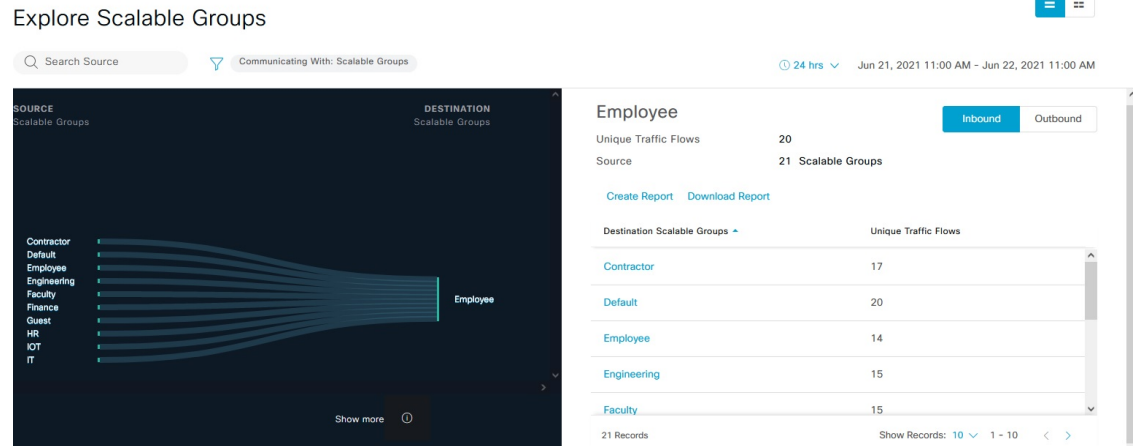 Explore Scalable Groups
Search Source
Communicating With: Scalable Groups
24 hrs
Jun 21, 2021 11:00 AM - Jun 22, 2021 11:00 AM
SOURCE
Scalable Groups
DESTINATION
Scalable Groups
Contractor
Default
Employee
Engineering
Faculty
Finance
Guest
HR
IOT
IT
Employee
Show more
Employee
Inbound
Outbound
Unique Traffic Flows 20
Source 21 Scalable Groups
Create Report Download Report
Destination Scalable Groups Unique Traffic Flows
Contractor 17
Default 20
Employee 14
Engineering 15
Faculty 15
21 Records
Show Records: 10 1 - 10